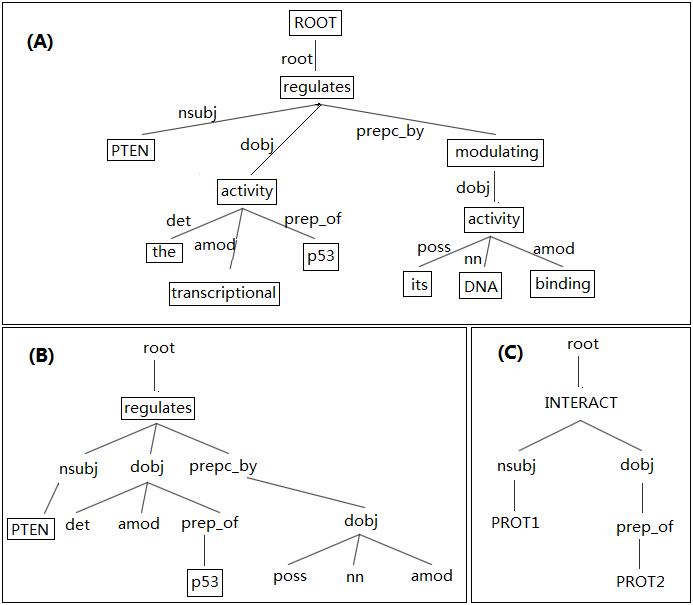 (A)
ROOT
root
regulates
nsubj
dobj
prepc_by
PTEN
modulating
activity
dobj
det
amod
prep_of
activity
the
p53
poss
nn
amod
transcriptional
its
DNA
binding
(B)
root
regulates
nsubj
dobj
prepc_by
PTEN
det
amod
prep_of
dobj
p53
poss
nn
amod
(C)
root
INTERACT
nsubj
dobj
PROT1
prep_of
PROT2